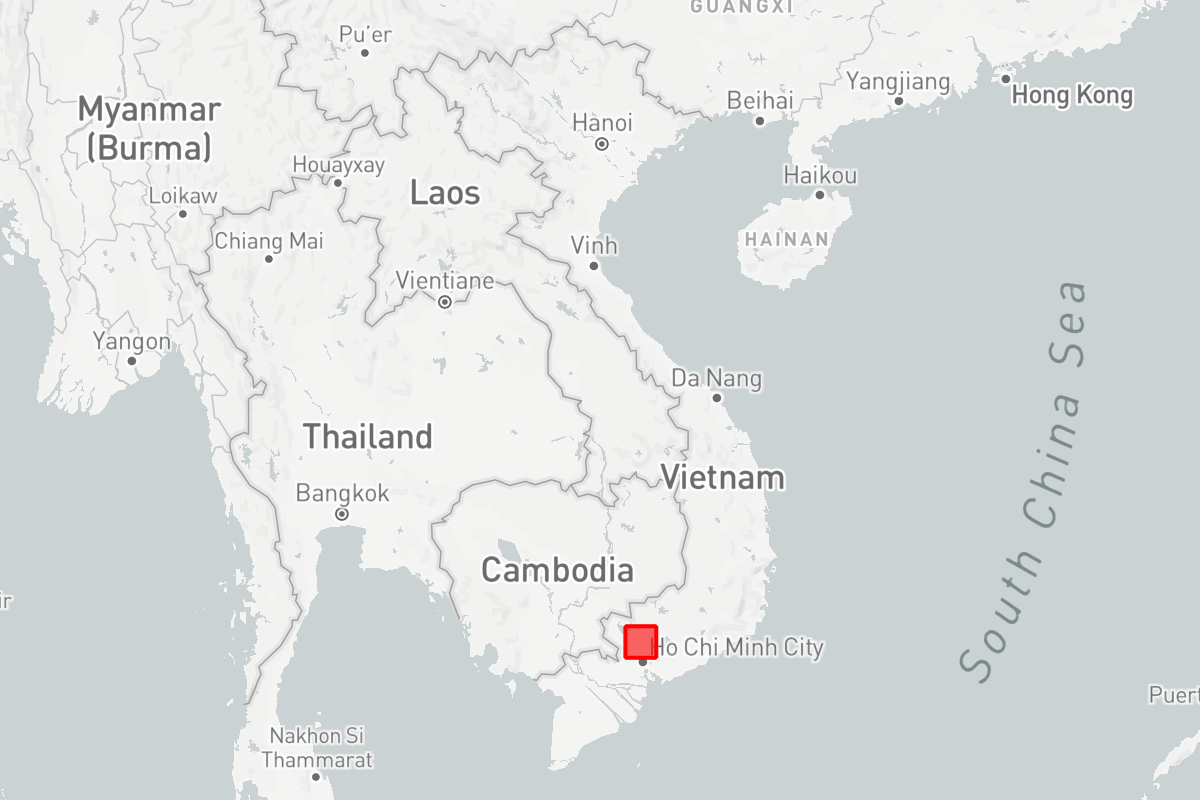 GUANGXI
Pu'er
Myanmar
(Burma)
Hanoi
Beihai
Yangjiang
Hong Kong
Houayxay
Laos
Loikaw
Haikou
HAINAN
Chiang Mai
Vinh
Vientiane
Yangon
Da Nang
South China Sea
Thailand
Vietnam
Bangkok
Cambodia
ir
Ho Chi Minh City
Puert
Nakhon Si
Thammarat